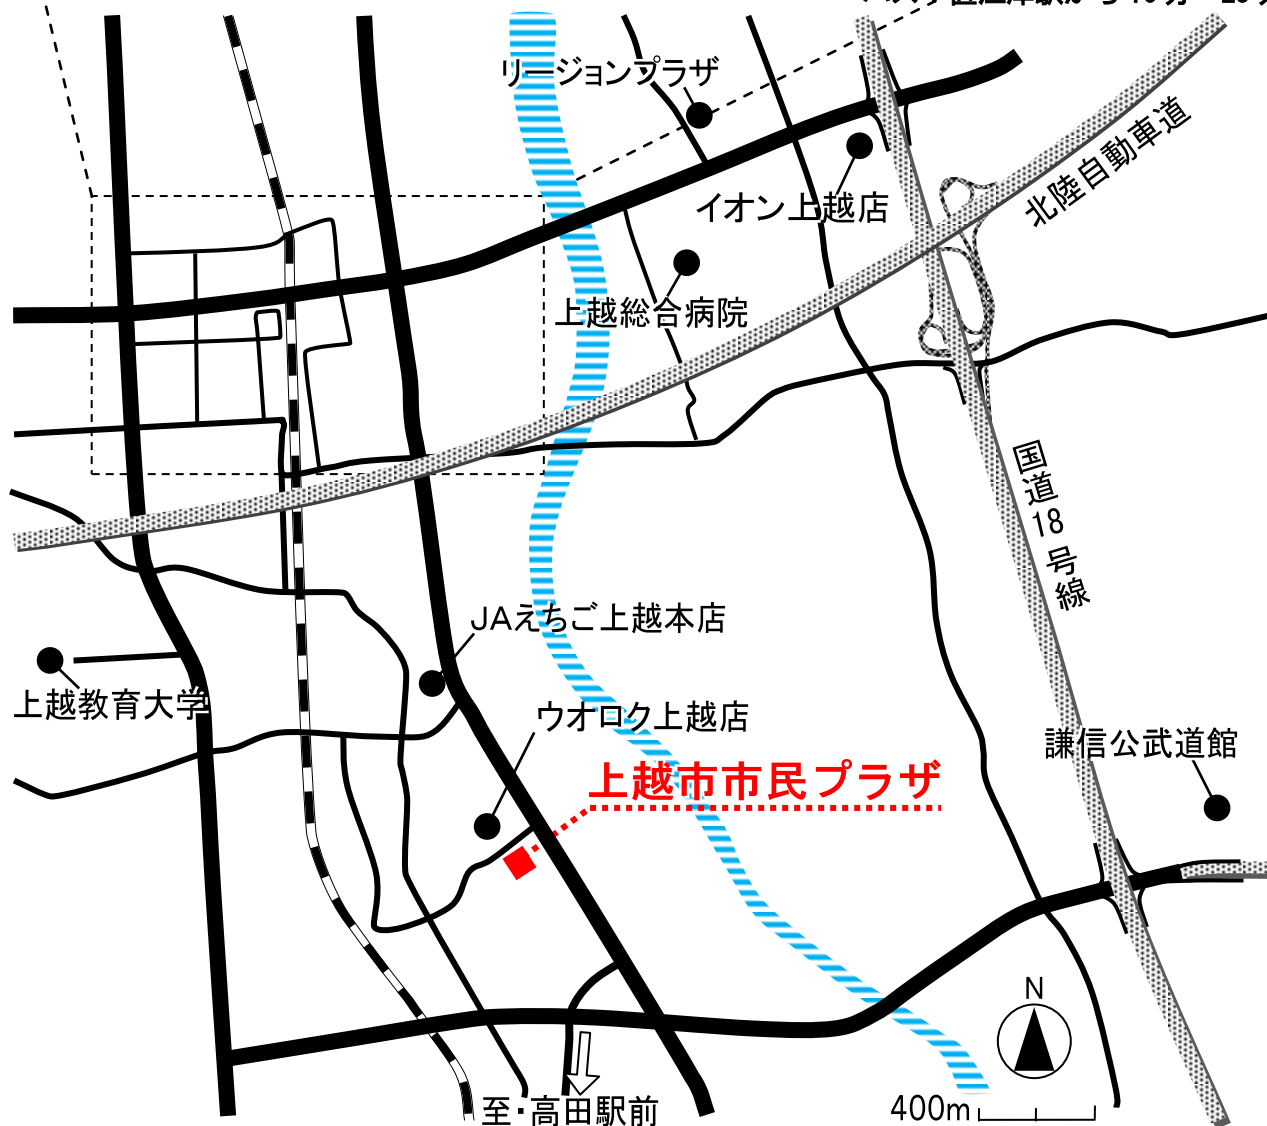 リージョンプラザ
北陸自動車道
イオン上越店
上越総合病院
国道18号線
JAえちご上越本店
上越教育大学
ウオロク上越店
謙信公武道館
上越市市民プラザ
N
400m
至・高田駅前